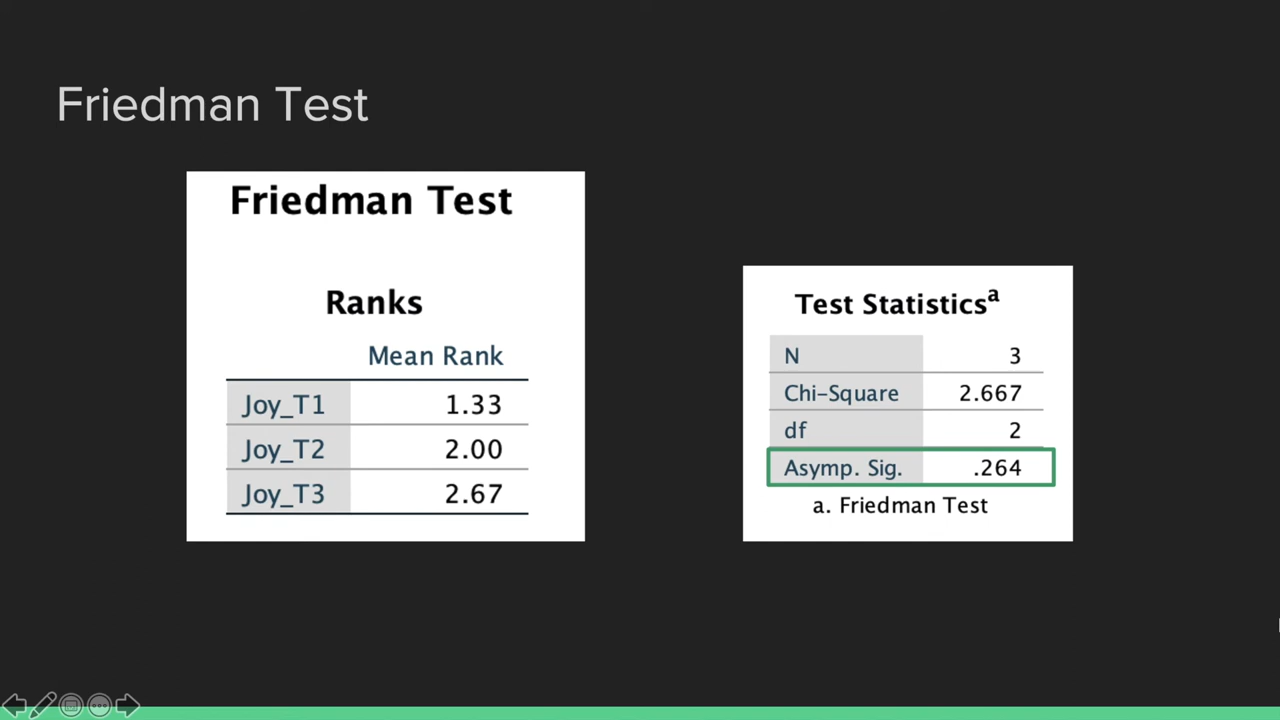 Friedman Test
Friedman Test
Ranks
Mean Rank
Joy_T1 1.33
Joy_T2 2.00
Joy_T3 2.67
Test Statisticsᵃ
N 3
Chi-Square 2.667
df 2
Asymp. Sig. .264
a. Friedman Test